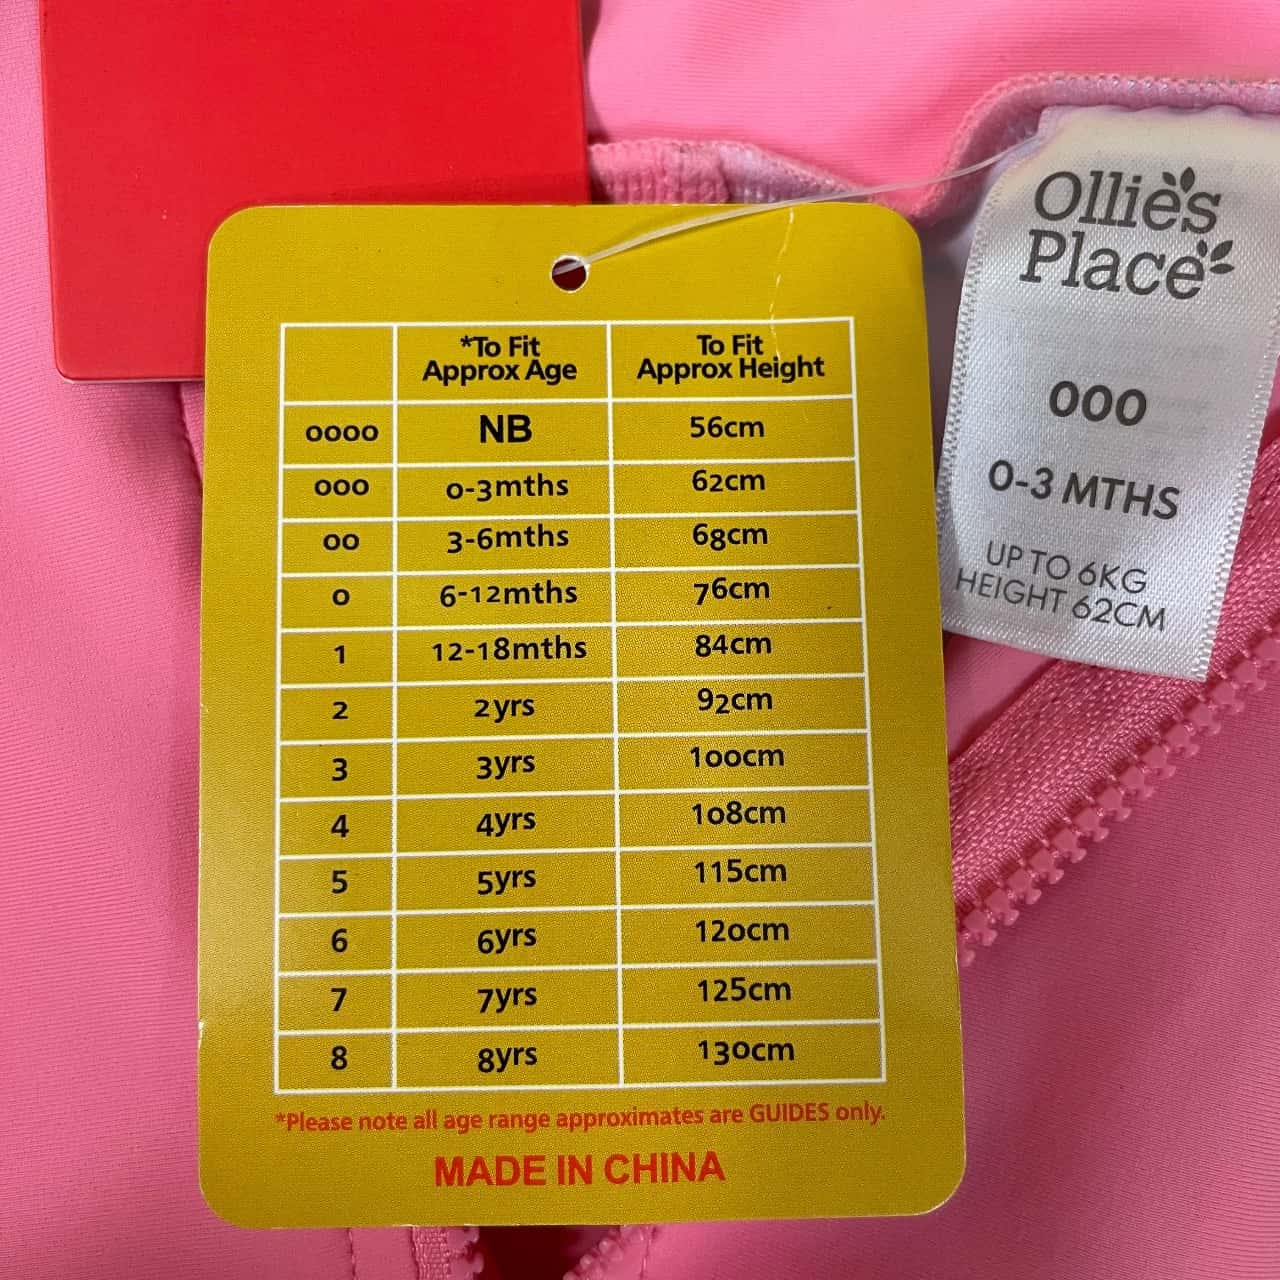 *To Fit
Approx Age
To Fit
Approx Height
0000 NB 56cm
000 0-3mths 62cm
00 3-6mths 68cm
0 6-12mths 76cm
1 12-18mths 84cm
2 2yrs 92cm
3 3yrs 100cm
4 4yrs 108cm
5 5yrs 115cm
6 6yrs 120cm
7 7yrs 125cm
8 8yrs 130cm
*Please note all age range approximates are GUIDES only.
MADE IN CHINA
Ollie's
Place
000
0-3 MTHS
UP TO 6KG
HEIGHT 62CM